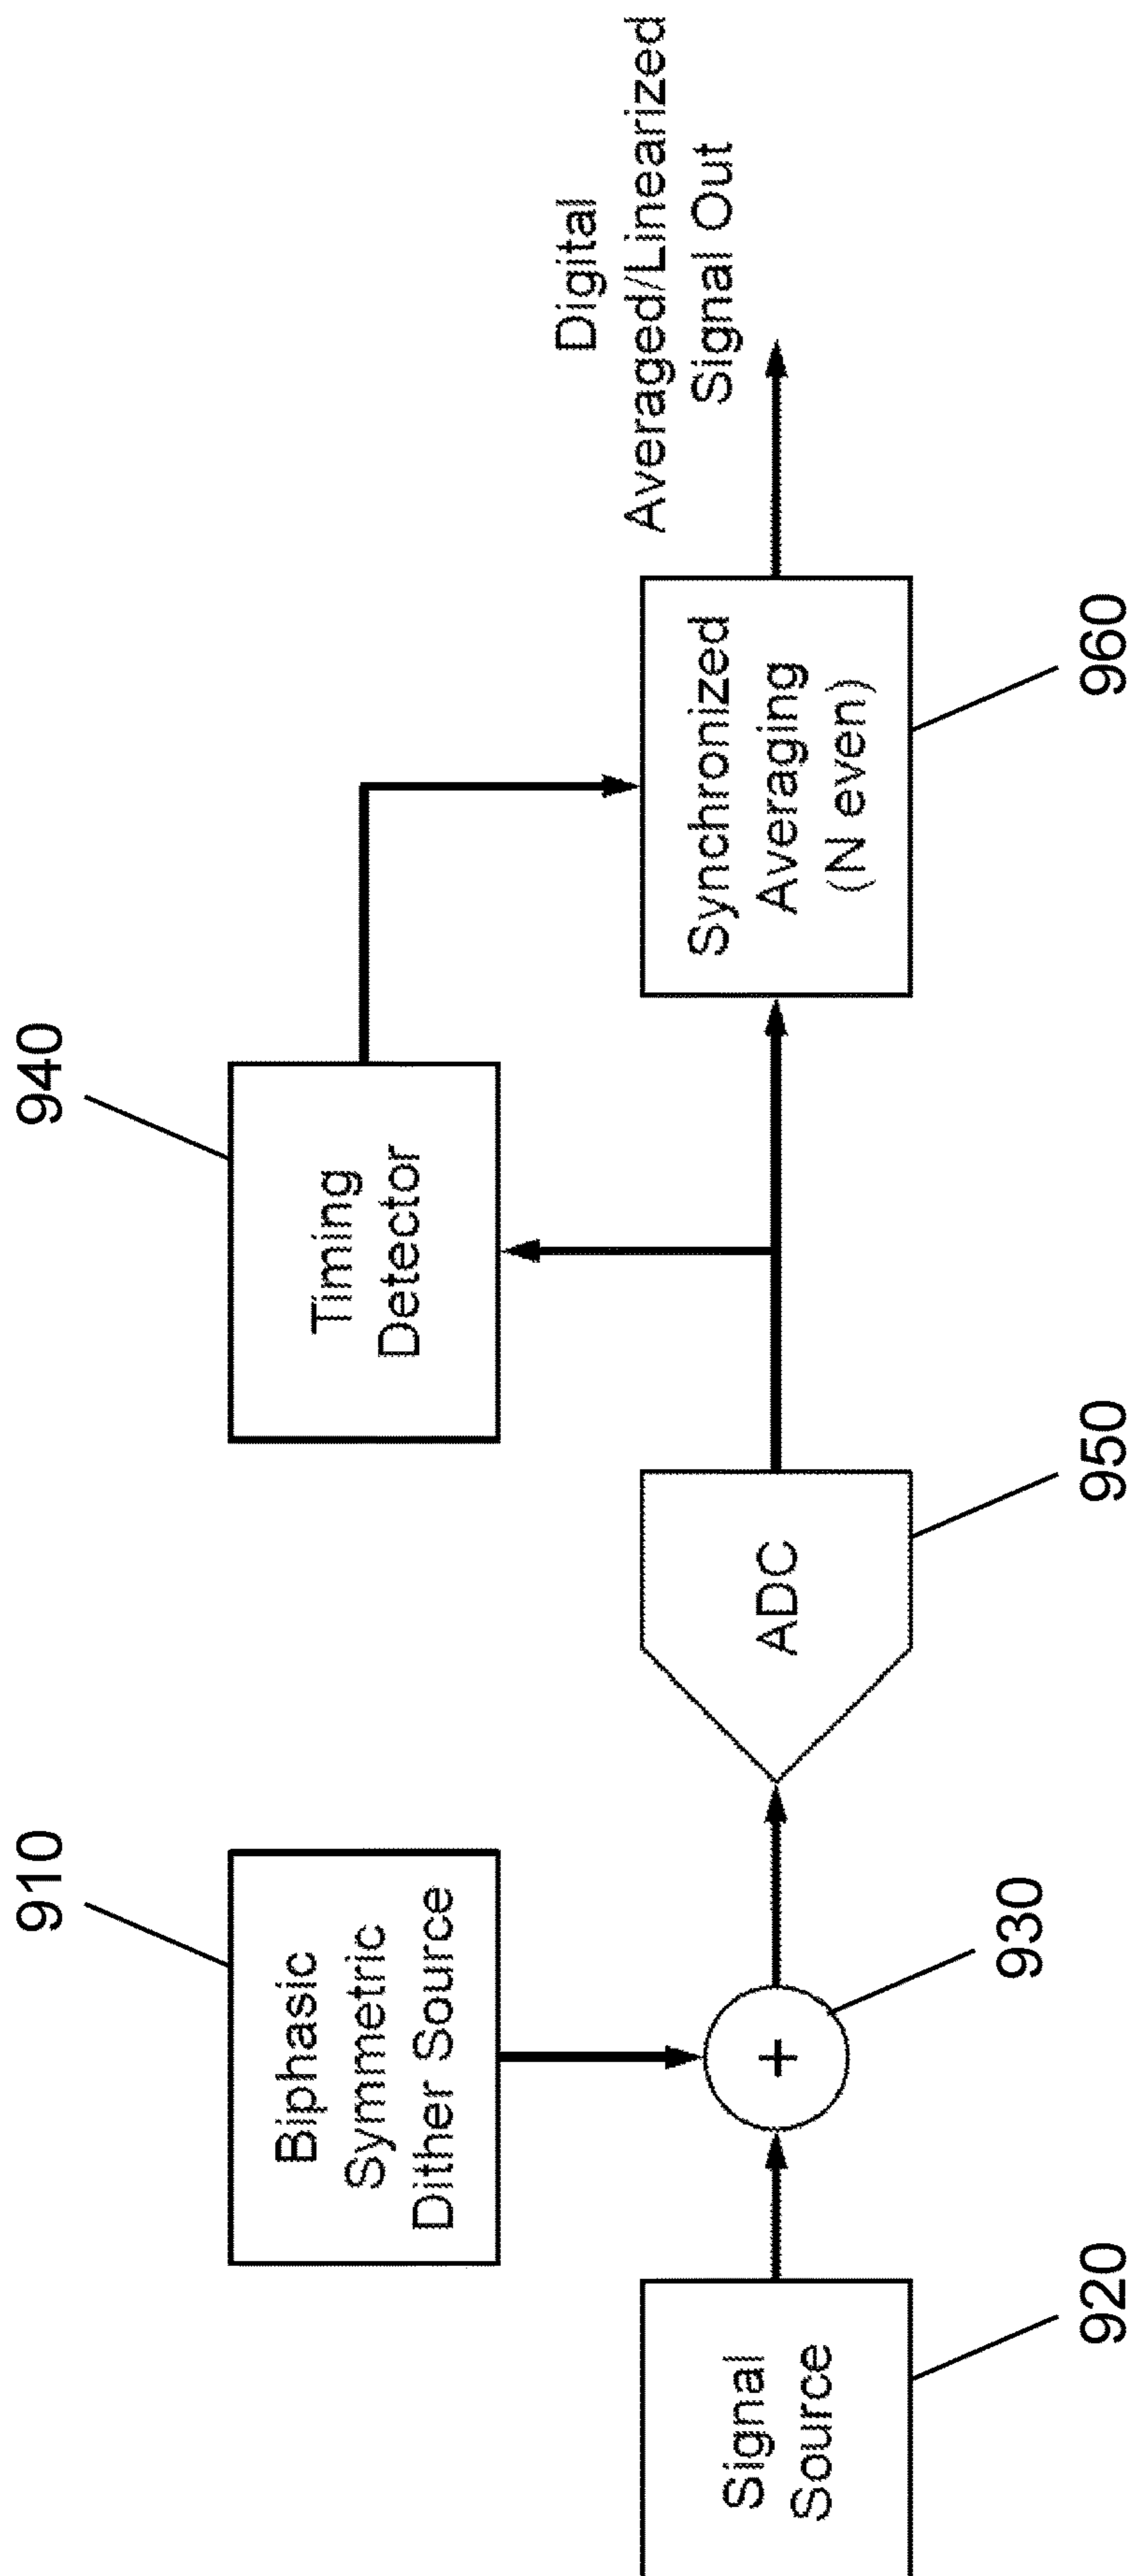 910
Biphasic
Symmetric
Dither Source
940
Timing
Detector
Digital
Averaged/Linearized
Signal Out
Signal
Source
920
+
930
ADC
950
Synchronized
Averaging
(N even)
960